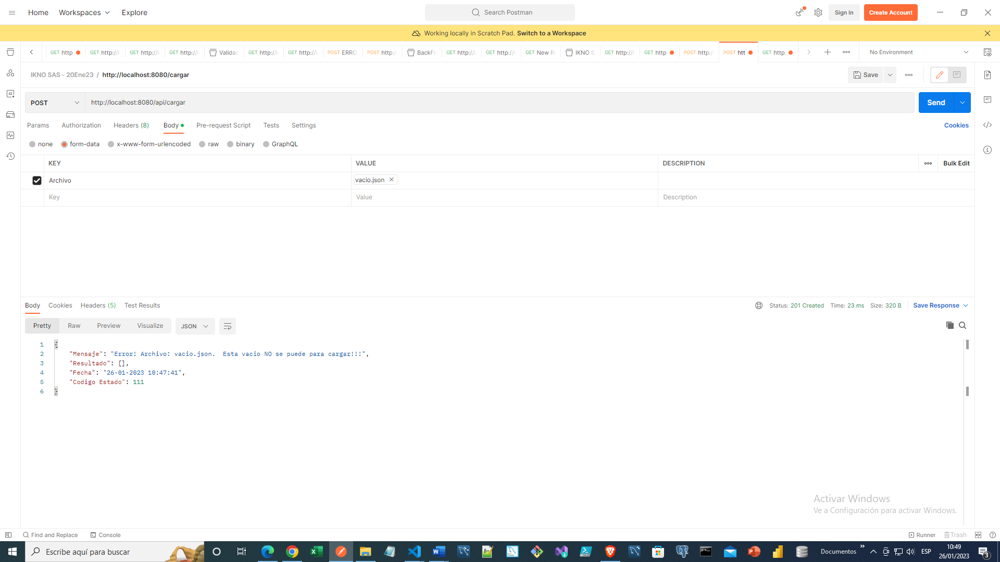 Home Workspaces Explore Search Postman Sign In Create Account
Working locally in Scratch Pad. Switch to a Workspace
GET http GET http:// GET http:// GET http:// Validac GET http:// GET http:// POST ERRO POST http:/ BackFr GET http:// GET http:// GET New R IKNO S GET http:// GET http POST http:/ POST htt GET http: No Environment
IKNO SAS - 20Ene23 / http://localhost:8080/cargar Save
POST http://localhost:8080/api/cargar Send
Params Authorization Headers (8) Body Pre-request Script Tests Settings Cookies
none form-data x-www-form-urlencoded raw binary GraphQL
KEY VALUE DESCRIPTION Bulk Edit
Archivo vacio.json
Key Value Description
Body Cookies Headers (5) Test Results Status: 201 Created Time: 23 ms Size: 320 B Save Response
Pretty Raw Preview Visualize JSON
1 {
2 "Mensaje": "Error! Archivo: vacio.json.  Esta vacio NO se puede para cargar!!!",
3 "Resultado": [],
4 "Fecha": "26-01-2023 10:47:41",
5 "Codigo Estado": 111
6 }
Activar Windows
Ve a Configuración para activar Windows.
Find and Replace Console Runner Trash
Escribe aquí para buscar Documentos ESP 10:49
26/01/2023 3